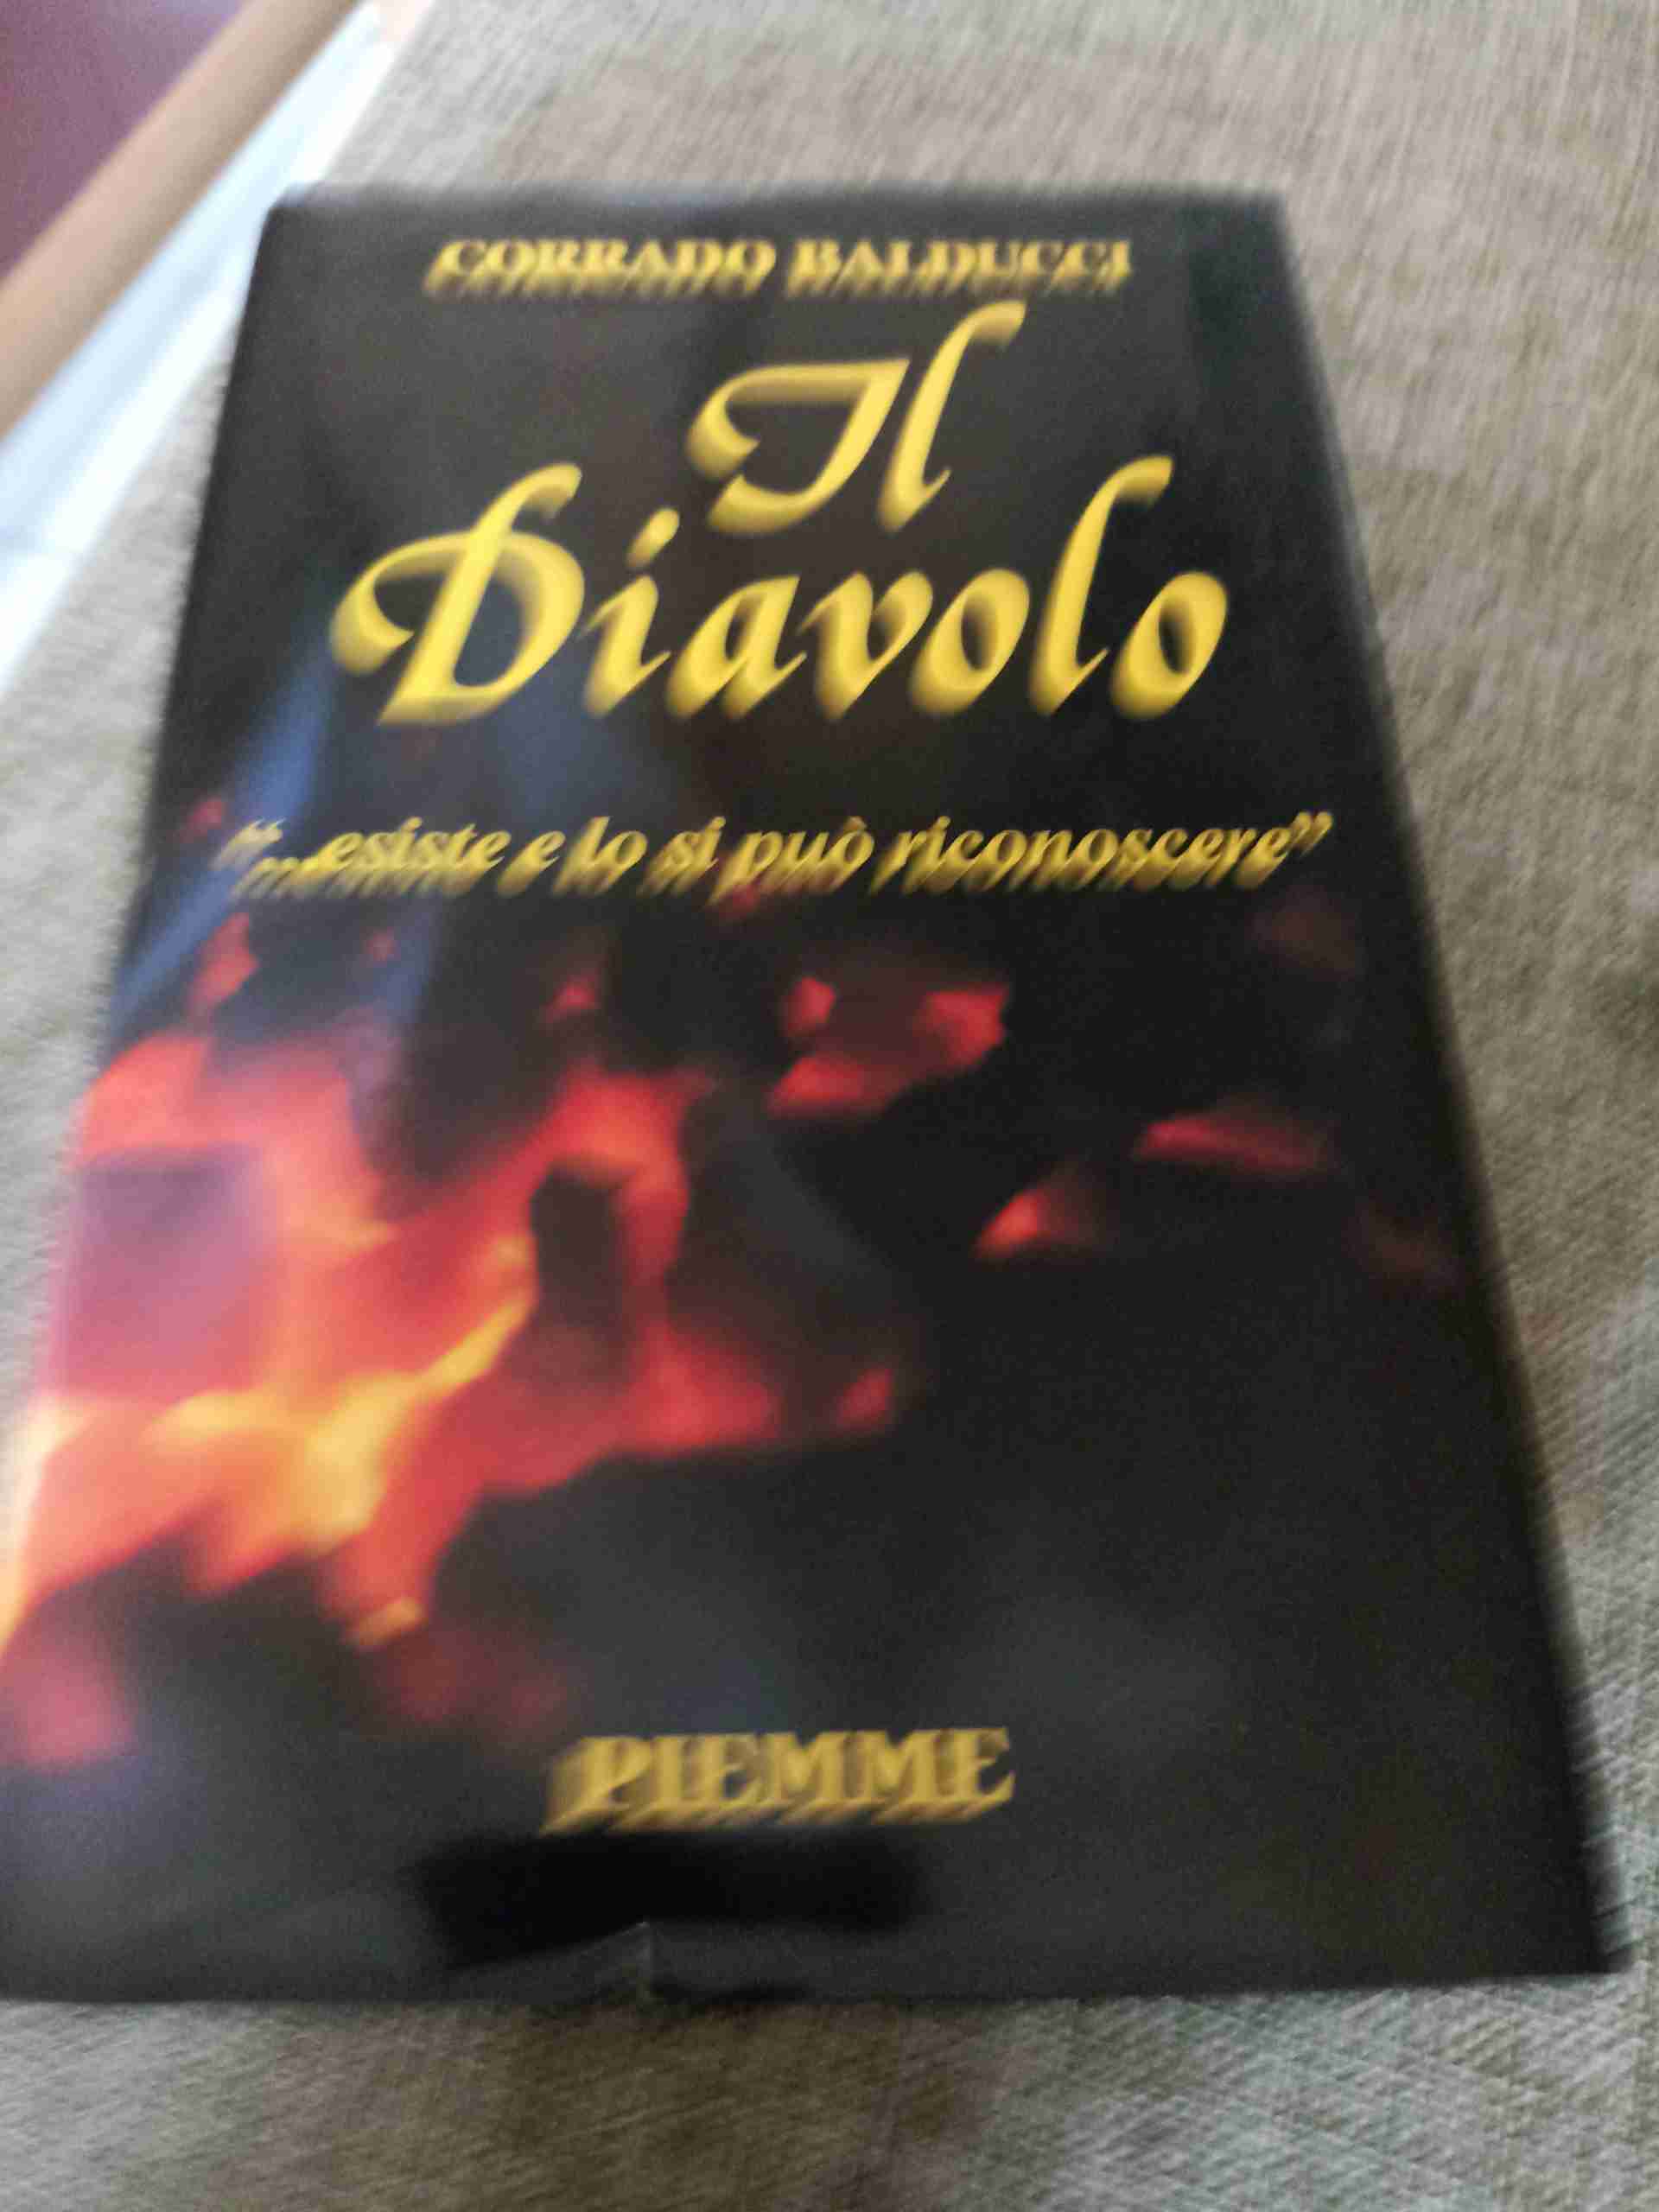 CORRADO BALDUCCI
Il
Diavolo
“...esiste e lo si può riconoscere”
PIEMME